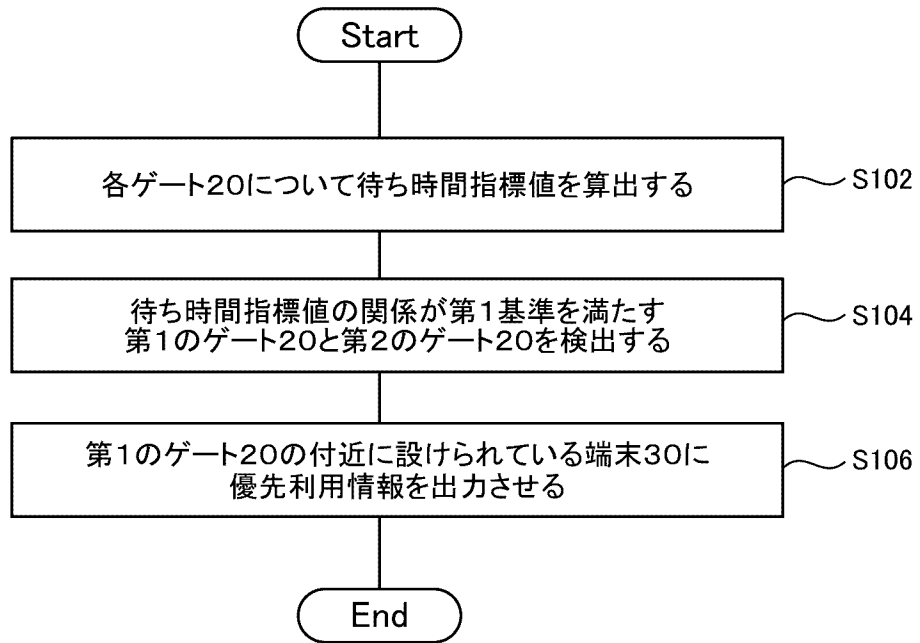 Start
各ゲート20について待ち時間指標値を算出する
S102
待ち時間指標値の関係が第1基準を満たす
第1のゲート20と第2のゲート20を検出する
S104
第1のゲート20の付近に設けられている端末30に
優先利用情報を出力させる
S106
End